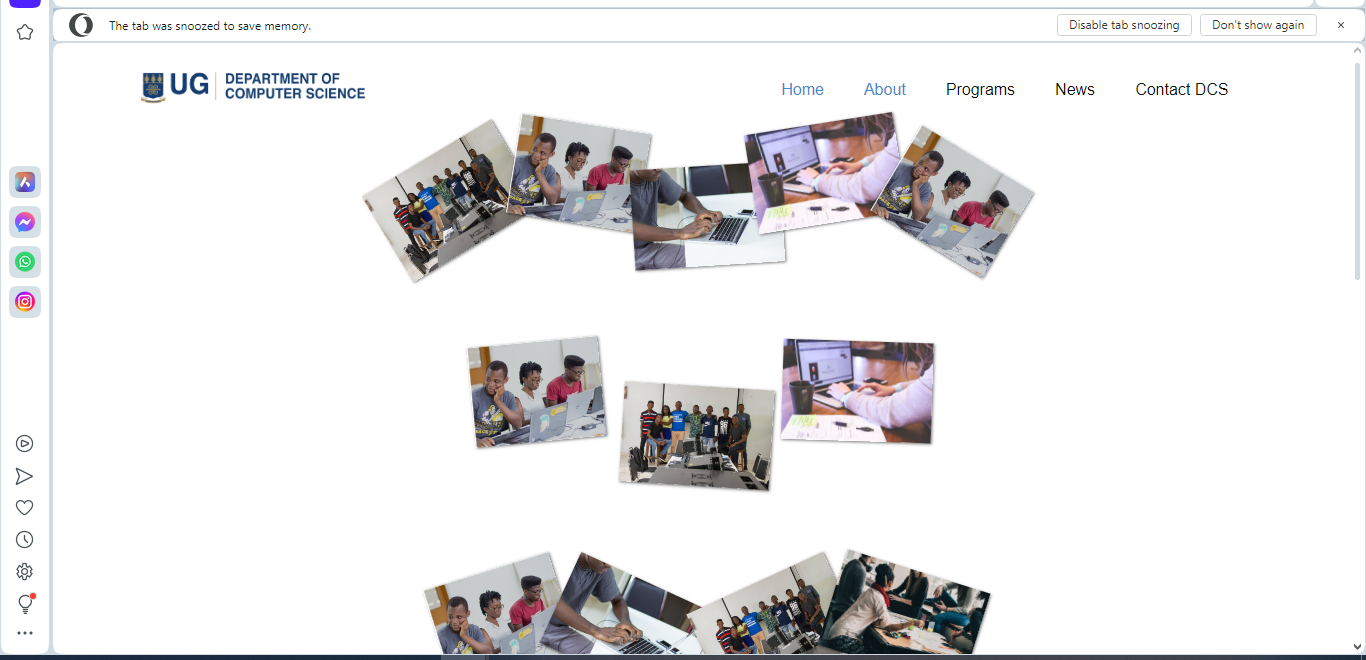 The tab was snoozed to save memory.
Disable tab snoozing
Don't show again
UG
DEPARTMENT OF
COMPUTER SCIENCE
Home
About
Programs
News
Contact DCS